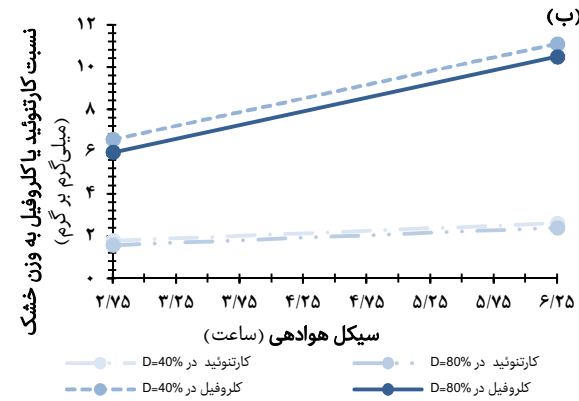 (ب)
نسبت کارتنوئید یا کلروفیل به وزن خشک
(میلی‌گرم بر گرم)
۱۲
۱۰
۸
۶
۴
۲
۰
۲/۷۵ ۳/۲۵ ۳/۷۵ ۴/۲۵ ۴/۷۵ ۵/۲۵ ۵/۷۵ ۶/۲۵
سیکل هوادهی (ساعت)
کارتنوئید در D=40%
کارتنوئید در D=80%
کلروفیل در D=40%
کلروفیل در D=80%